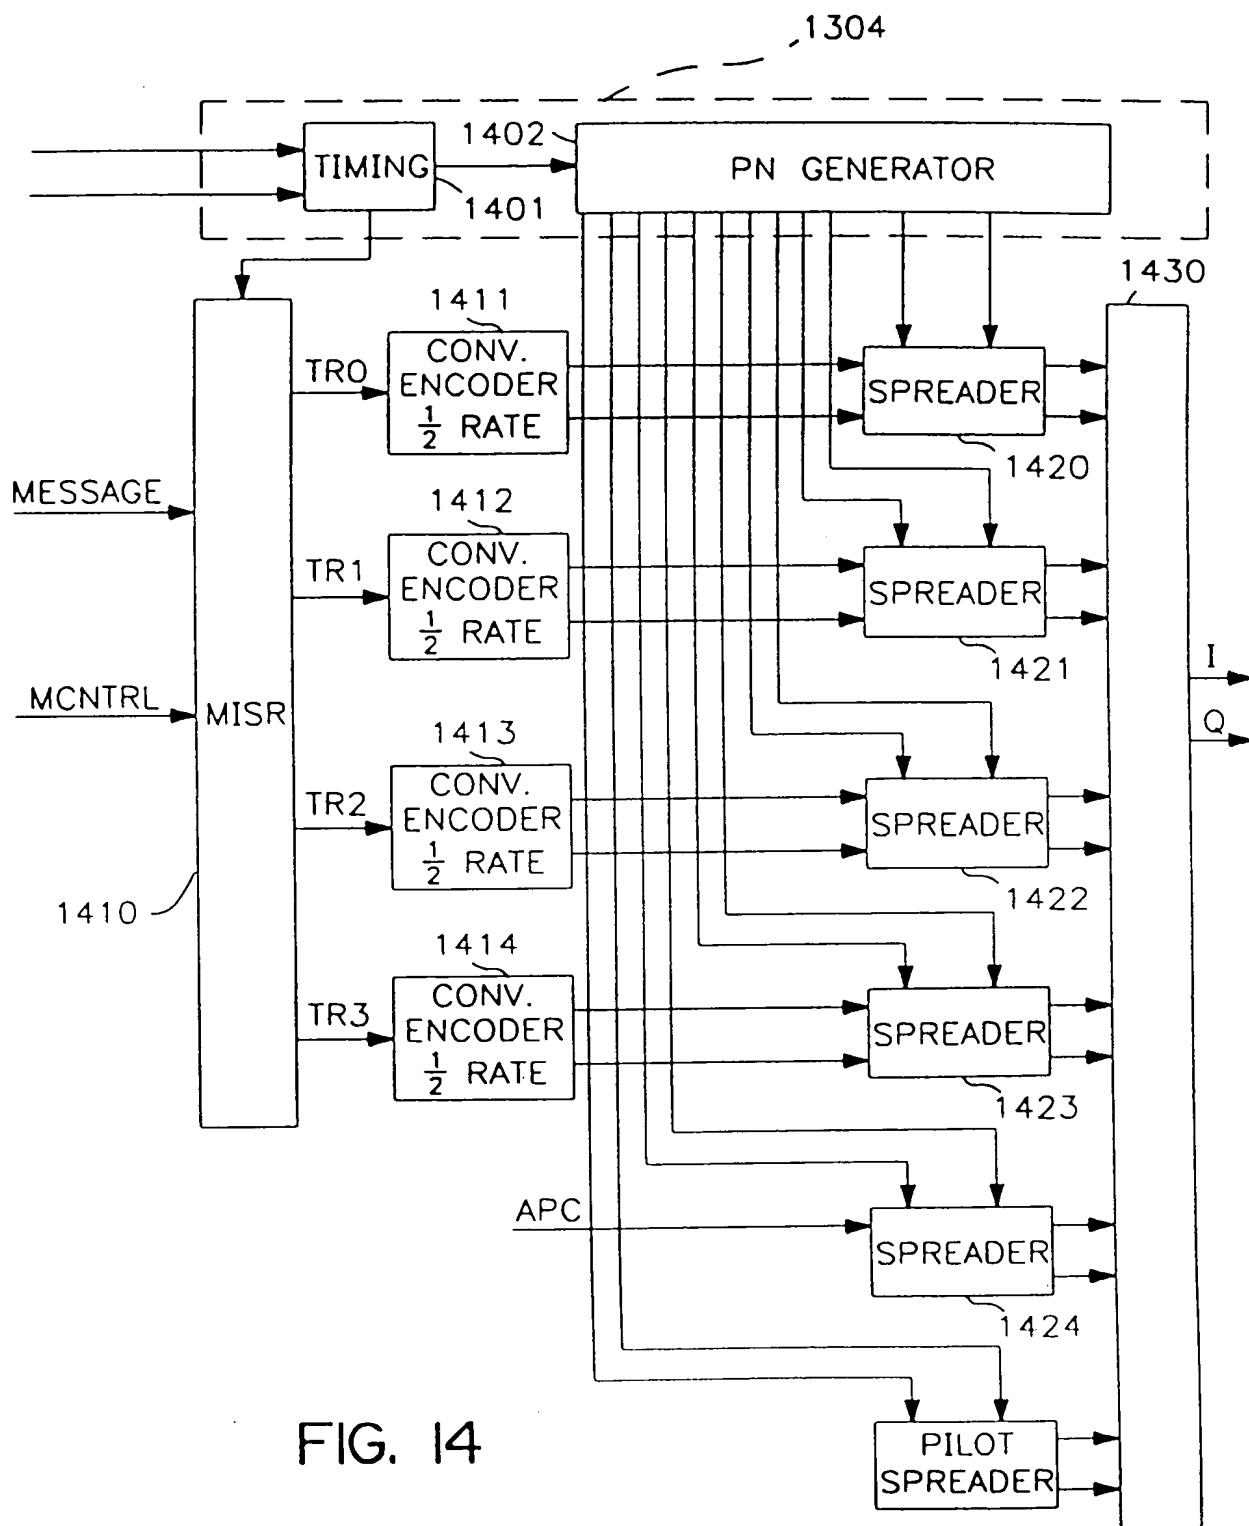 1304
1402
TIMING
PN GENERATOR
1401
1430
1411
CONV.
ENCODER
1/2 RATE
TR0
SPREADER
1420
MESSAGE
1412
CONV.
ENCODER
1/2 RATE
TR1
SPREADER
1421
I
Q
MCNTRL
MISR
1413
CONV.
ENCODER
1/2 RATE
TR2
SPREADER
1422
1410
1414
CONV.
ENCODER
1/2 RATE
TR3
SPREADER
1423
APC
SPREADER
1424
PILOT
SPREADER
FIG. 14